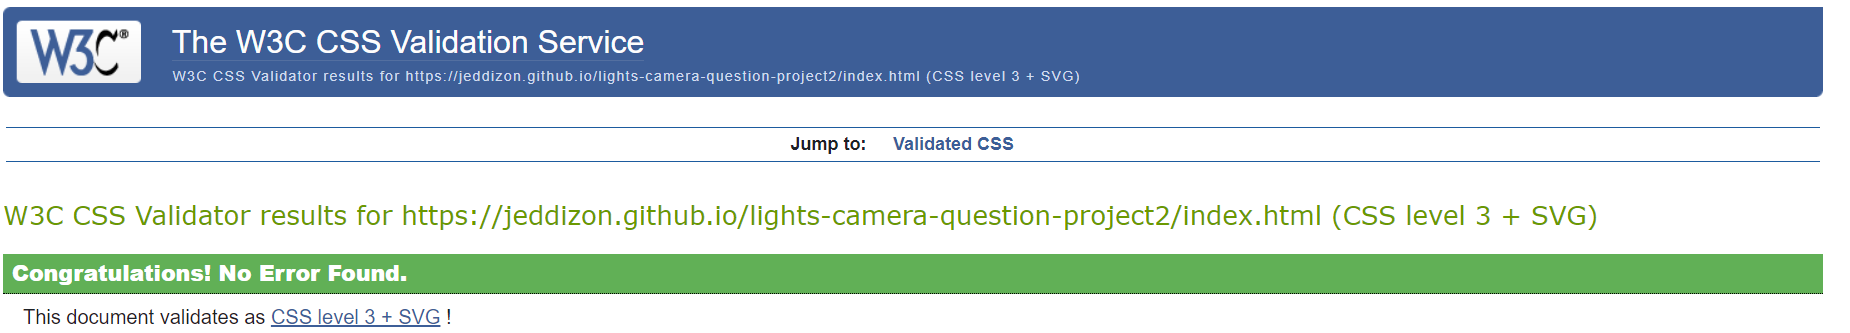 W3C®
The W3C CSS Validation Service
W3C CSS Validator results for https://jeddizon.github.io/lights-camera-question-project2/index.html (CSS level 3 + SVG)
Jump to: Validated CSS
W3C CSS Validator results for https://jeddizon.github.io/lights-camera-question-project2/index.html (CSS level 3 + SVG)
Congratulations! No Error Found.
This document validates as CSS level 3 + SVG !